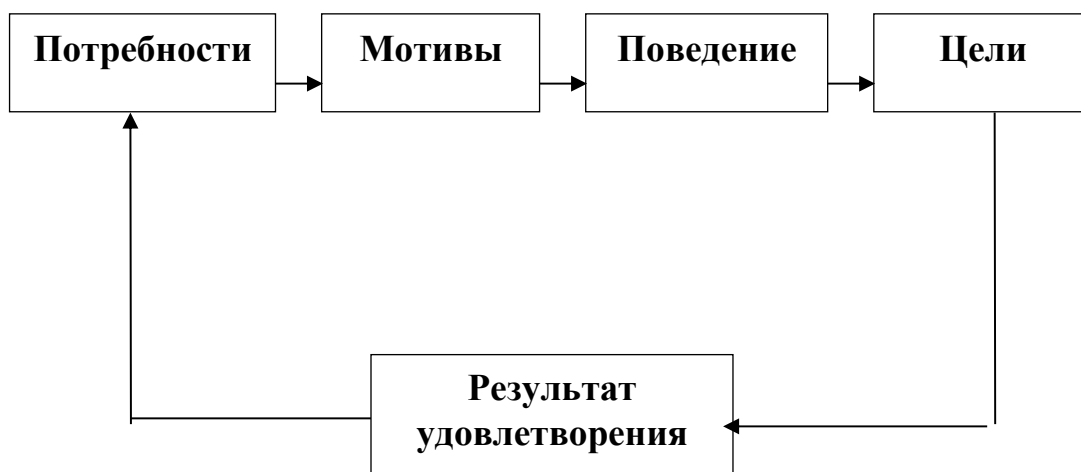 Потребности
Мотивы
Поведение
Цели
Результат
удовлетворения